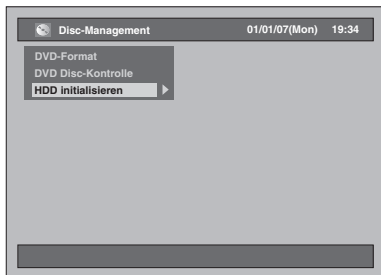 Disc-Management 01/01/07(Mon) 19:34
DVD-Format
DVD Disc-Kontrolle
HDD initialisieren